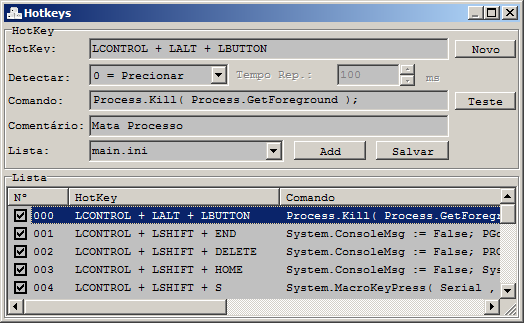 Hotkeys
HotKey
HotKey: LCONTROL + LALT + LBUTTON Novo
Detectar: 0 = Precionar Tempo Rep.: 100 ms
Comando: Process.Kill( Process.GetForeground ); Teste
Comentário: Mata Processo
Lista: main.ini Add Salvar
Lista
Nº HotKey Comando
000 LCONTROL + LALT + LBUTTON Process.Kill( Process.GetForegr
001 LCONTROL + LSHIFT + END System.ConsoleMsg := False; PGo
002 LCONTROL + LSHIFT + DELETE System.ConsoleMsg := False; PRO
003 LCONTROL + LSHIFT + HOME System.ConsoleMsg := False; Sys
004 LCONTROL + LSHIFT + S System.MacroKeyPress( Serial ,